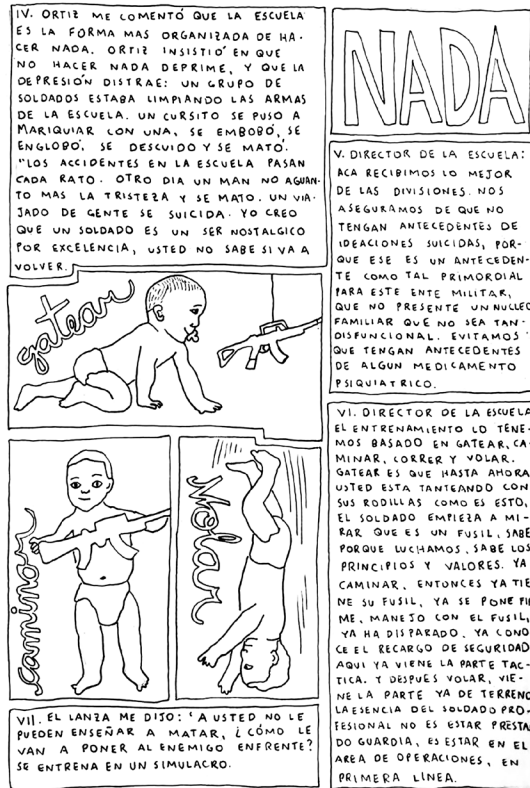 IV. ORTIZ ME COMENTÓ QUE LA ESCUELA
ES LA FORMA MAS ORGANIZADA DE HA-
CER NADA. ORTIZ INSISTIÓ EN QUE
NO HACER NADA DEPRIME, Y QUE LA
DEPRESIÓN DISTRAE: UN GRUPO DE
SOLDADOS ESTABA LIMPIANDO LAS ARMAS
DE LA ESCUELA. UN CURSITO SE PUSO A
MARIQUIAR CON UNA, SE EMBOBÓ, SE
ENGLOBÓ, SE DESCUIDO Y SE MATÓ.
"LOS ACCIDENTES EN LA ESCUELA PASAN
CADA RATO. OTRO DIA UN MAN NO AGUAN-
TO MAS LA TRISTEZA Y SE MATO. UN VIA-
JADO DE GENTE SE SUICIDA. YO CREO
QUE UN SOLDADO ES UN SER NOSTALGICO
POR EXCELENCIA, USTED NO SABE SI VA A
VOLVER.
NADA
V. DIRECTOR DE LA ESCUELA:
ACA RECIBIMOS LO MEJOR
DE LAS DIVISIONES. NOS
ASEGURAMOS DE QUE NO
TENGAN ANTECEDENTES DE
IDEACIONES SUICIDAS, POR-
QUE ESE ES UN ANTECEDEN-
TE COMO TAL PRIMORDIAL
PARA ESTE ENTE MILITAR,
QUE NO PRESENTE UN NUCLEO
FAMILIAR QUE NO SEA TAN
DISFUNCIONAL. EVITAMOS
QUE TENGAN ANTECEDENTES
DE ALGUN MEDICAMENTO
PSIQUIATRICO.
gatear
caminar
Volar
VI. DIRECTOR DE LA ESCUELA
EL ENTRENAMIENTO LO TENE-
MOS BASADO EN GATEAR, CA-
MINAR, CORRER Y VOLAR.
GATEAR ES QUE HASTA AHORA
USTED ESTA TANTEANDO CON
SUS RODILLAS COMO ES ESTO,
EL SOLDADO EMPIEZA A MI-
RAR QUE ES UN FUSIL, SABE
PORQUE LUCHAMOS, SABE LOS
PRINCIPIOS Y VALORES. YA
CAMINAR, ENTONCES YA TIE
NE SU FUSIL, YA SE PONE FIR
ME, MANEJO CON EL FUSIL,
YA HA DISPARADO, YA CONO
CE EL RECARGO DE SEGURIDAD
AQUI YA VIENE LA PARTE TAC-
TICA. Y DESPUES VOLAR, VIE-
NE LA PARTE YA DE TERRENO
LA ESENCIA DEL SOLDADO PRO-
FESIONAL NO ES ESTAR PRESTAN
DO GUARDIA, ES ESTAR EN EL
AREA DE OPERACIONES, EN
PRIMERA LÍNEA.
VII. EL LANZA ME DIJO: 'A USTED NO LE
PUEDEN ENSEÑAR A MATAR, ¿CÓMO LE
VAN A PONER AL ENEMIGO ENFRENTE?
SE ENTRENA EN UN SIMULACRO.